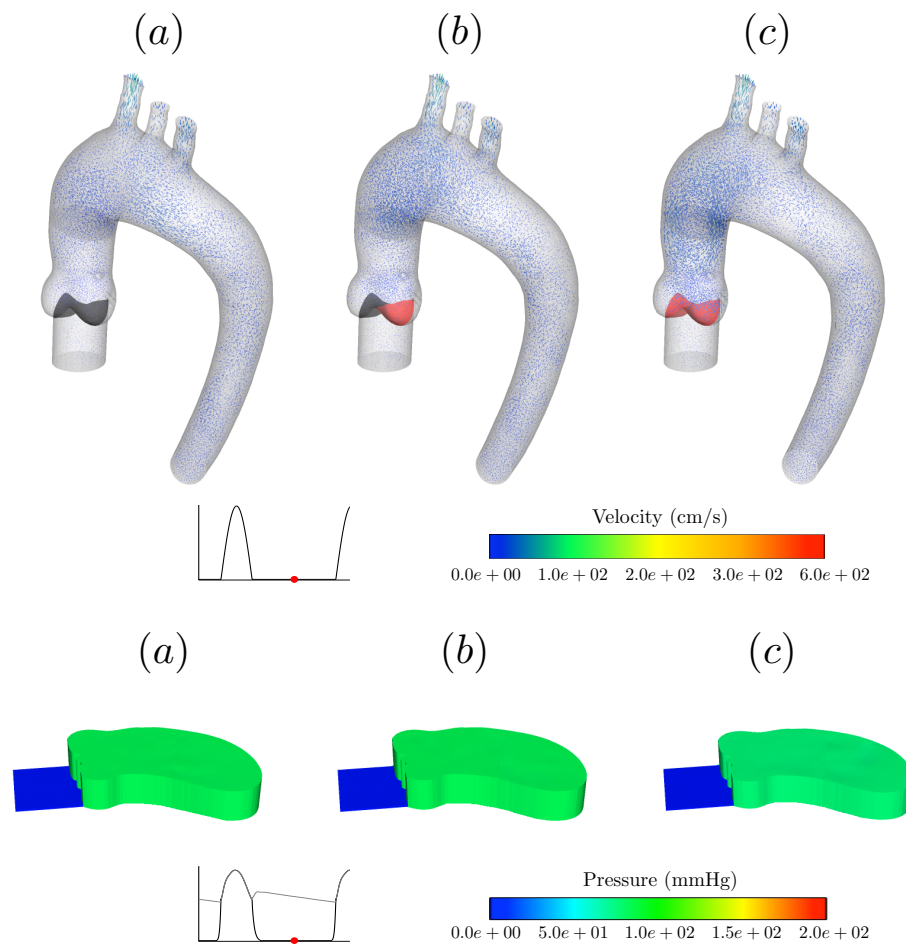 (a) (b) (c)
Velocity (cm/s)
0.0e + 00 1.0e + 02 2.0e + 02 3.0e + 02 6.0e + 02
(a) (b) (c)
Pressure (mmHg)
0.0e + 00 5.0e + 01 1.0e + 02 1.5e + 02 2.0e + 02